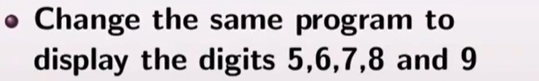 Change the same program to
display the digits 5,6,7,8 and 9